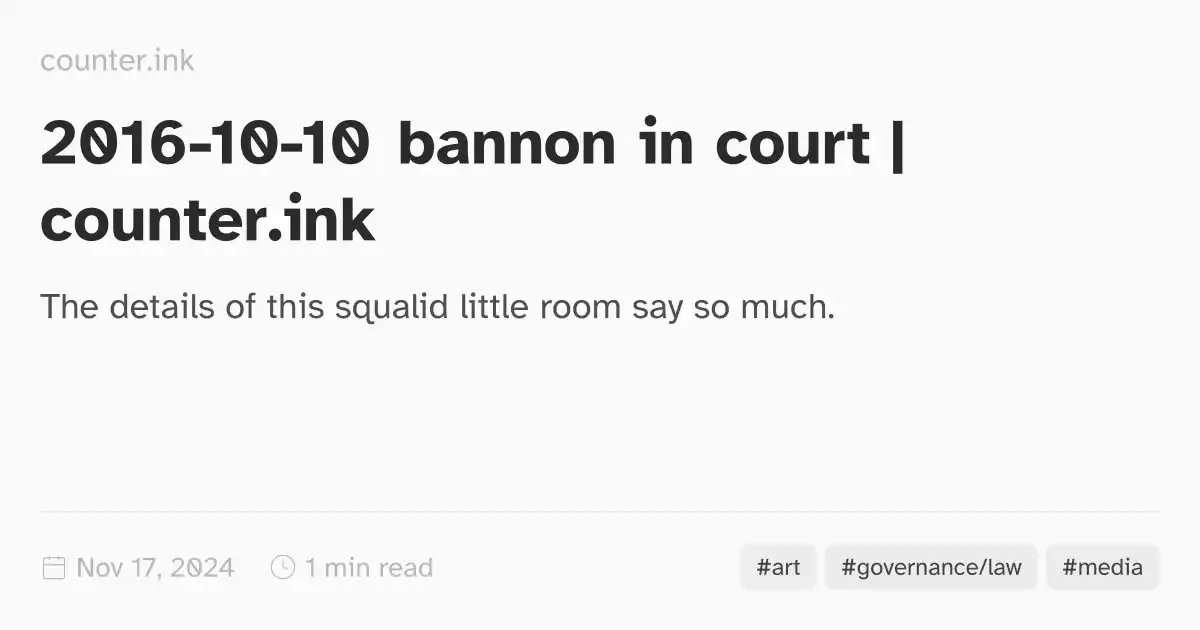 counter.ink
2016-10-10 bannon in court |
counter.ink
The details of this squalid little room say so much.
Nov 17, 2024 1 min read #art #governance/law #media